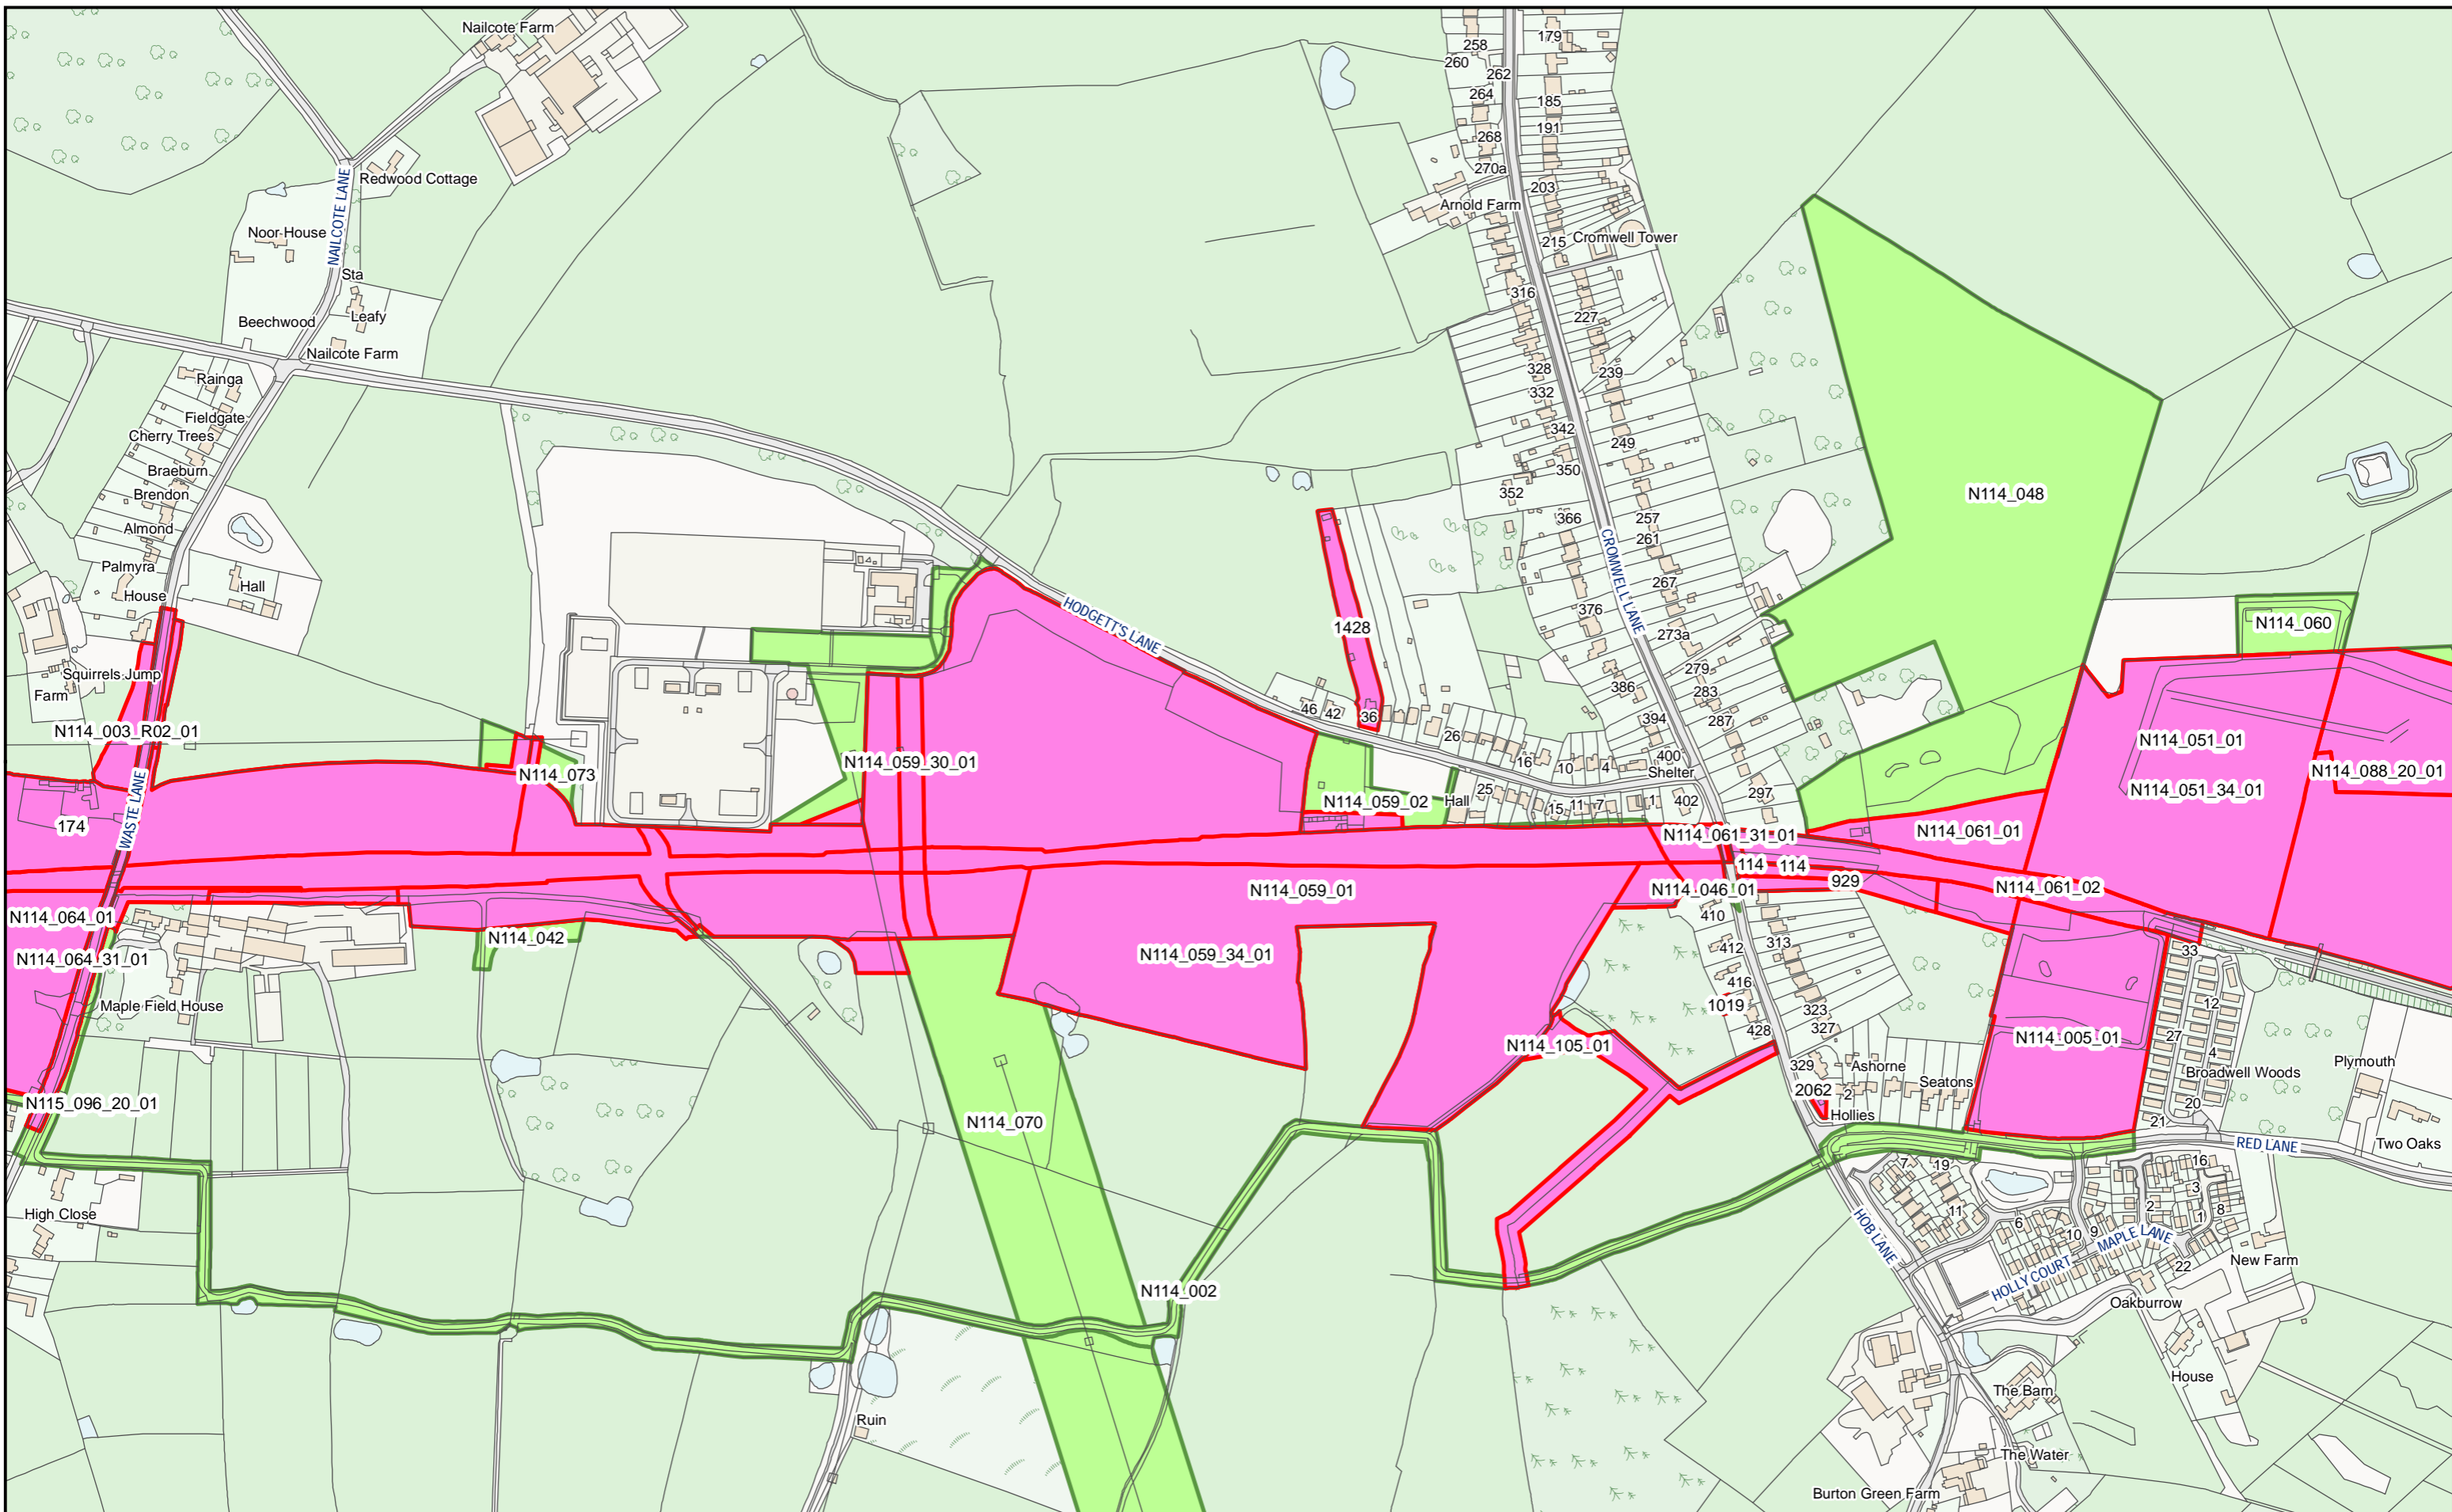 Nailcote Farm
258
179
260
262
264
185
191
268
270a
Redwood Cottage
203
Arnold Farm
NAILCOTE LANE
Noor House
215
Cromwell Tower
Sta
316
Leafy
227
Beechwood
Nailcote Farm
328
239
Rainga
332
Fieldgate
342
Cherry Trees
249
Braeburn
350
Brendon
352
N114_048
366
257
Almond
261
CROMWELL LANE
Palmyra
267
Hall
House
HODGETT'S LANE
376
N114_060
1428
273a
279
Squirrels Jump
386
283
Farm
46
42
36
394
287
N114_003_R02_01
26
N114_051_01
400
16
10
4
Shelter
N114_059_30_01
N114_073
N114_088_20_01
25
297
N114_051_34_01
N114_059_02
Hall
15
11
7
1
402
WASTE LANE
174
N114_061_31_01
N114_061_01
114
114
929
N114_059_01
N114_046_01
N114_061_02
N114_064_01
410
N114_042
313
412
33
N114_059_34_01
N114_064_31_01
416
Maple Field House
1019
12
323
428
327
27
N114_005_01
N114_105_01
4
329
Ashorne
Plymouth
Broadwell Woods
Seatons
2062
2
N115_096_20_01
20
Hollies
N114_070
21
RED LANE
Two Oaks
7
19
16
3
High Close
2
11
1
8
6
HOB LANE
10
9
MAPLE LANE
New Farm
22
HOLLY COURT
N114_002
Oakburrow
House
The Barn
Ruin
The Water
Burton Green Farm